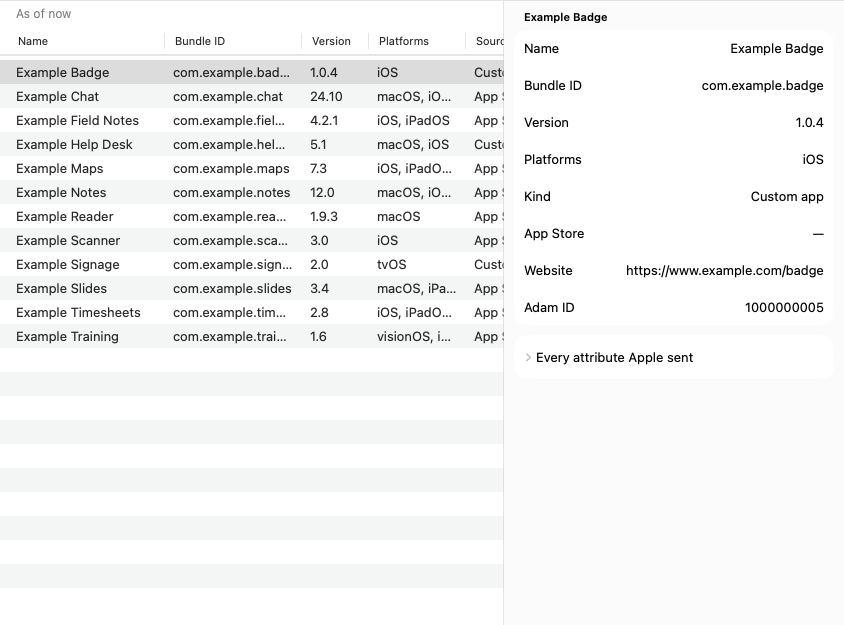 As of now
Name Bundle ID Version Platforms
Example Badge com.example.bad... 1.0.4 iOS
Example Chat com.example.chat 24.10 macOS, iO... App
Example Field Notes com.example.fiel... 4.2.1 iOS, iPadOS App
Example Help Desk com.example.hel... 5.1 macOS, iOS
Example Maps com.example.maps 7.3 iOS, iPadO... App
Example Notes com.example.notes 12.0 macOS, iO... App
Example Reader com.example.rea... 1.9.3 macOS App
Example Scanner com.example.sca... 3.0 iOS App
Example Signage com.example.sign... 2.0 tvOS
Example Slides com.example.slides 3.4 macOS, iPa... App
Example Timesheets com.example.tim... 2.8 iOS, iPadO... App
Example Training com.example.trai... 1.6 visionOS, i... App
Example Badge
Name Example Badge
Bundle ID com.example.badge
Version 1.0.4
Platforms iOS
Kind Custom app
App Store —
Website https://www.example.com/badge
Adam ID 1000000005
Every attribute Apple sent